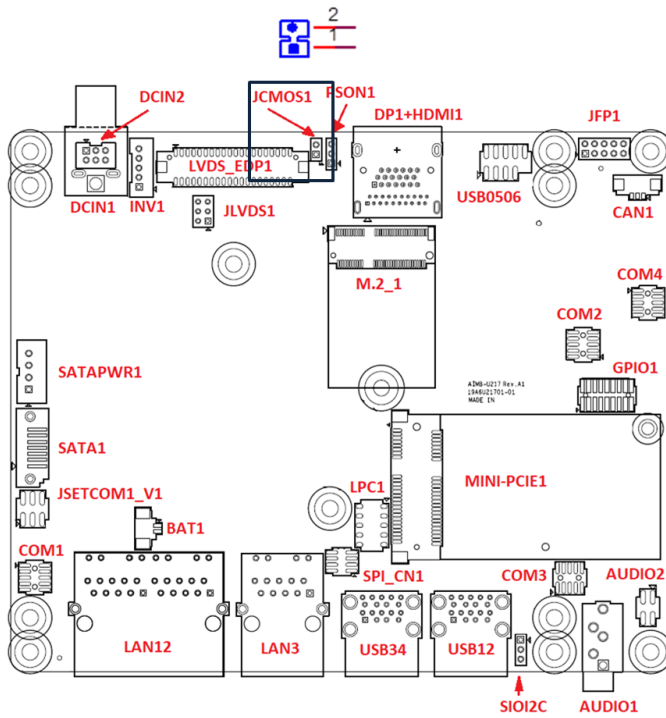 2
1
DCIN2
JCMOS1
PSON1
DP1+HDMI1
JFP1
LVDS_EDP1
USB0506
DCIN1
INV1
JLVDS1
CAN1
M.2_1
COM4
COM2
SATAPWR1
GPIO1
AIMB-U217 Rev.A1
19A6U21701-01
MADE IN
SATA1
JSETCOM1_V1
LPC1
MINI-PCIE1
BAT1
COM1
SPI_CN1
COM3
AUDIO2
LAN12
LAN3
USB34
USB12
SIOI2C
AUDIO1